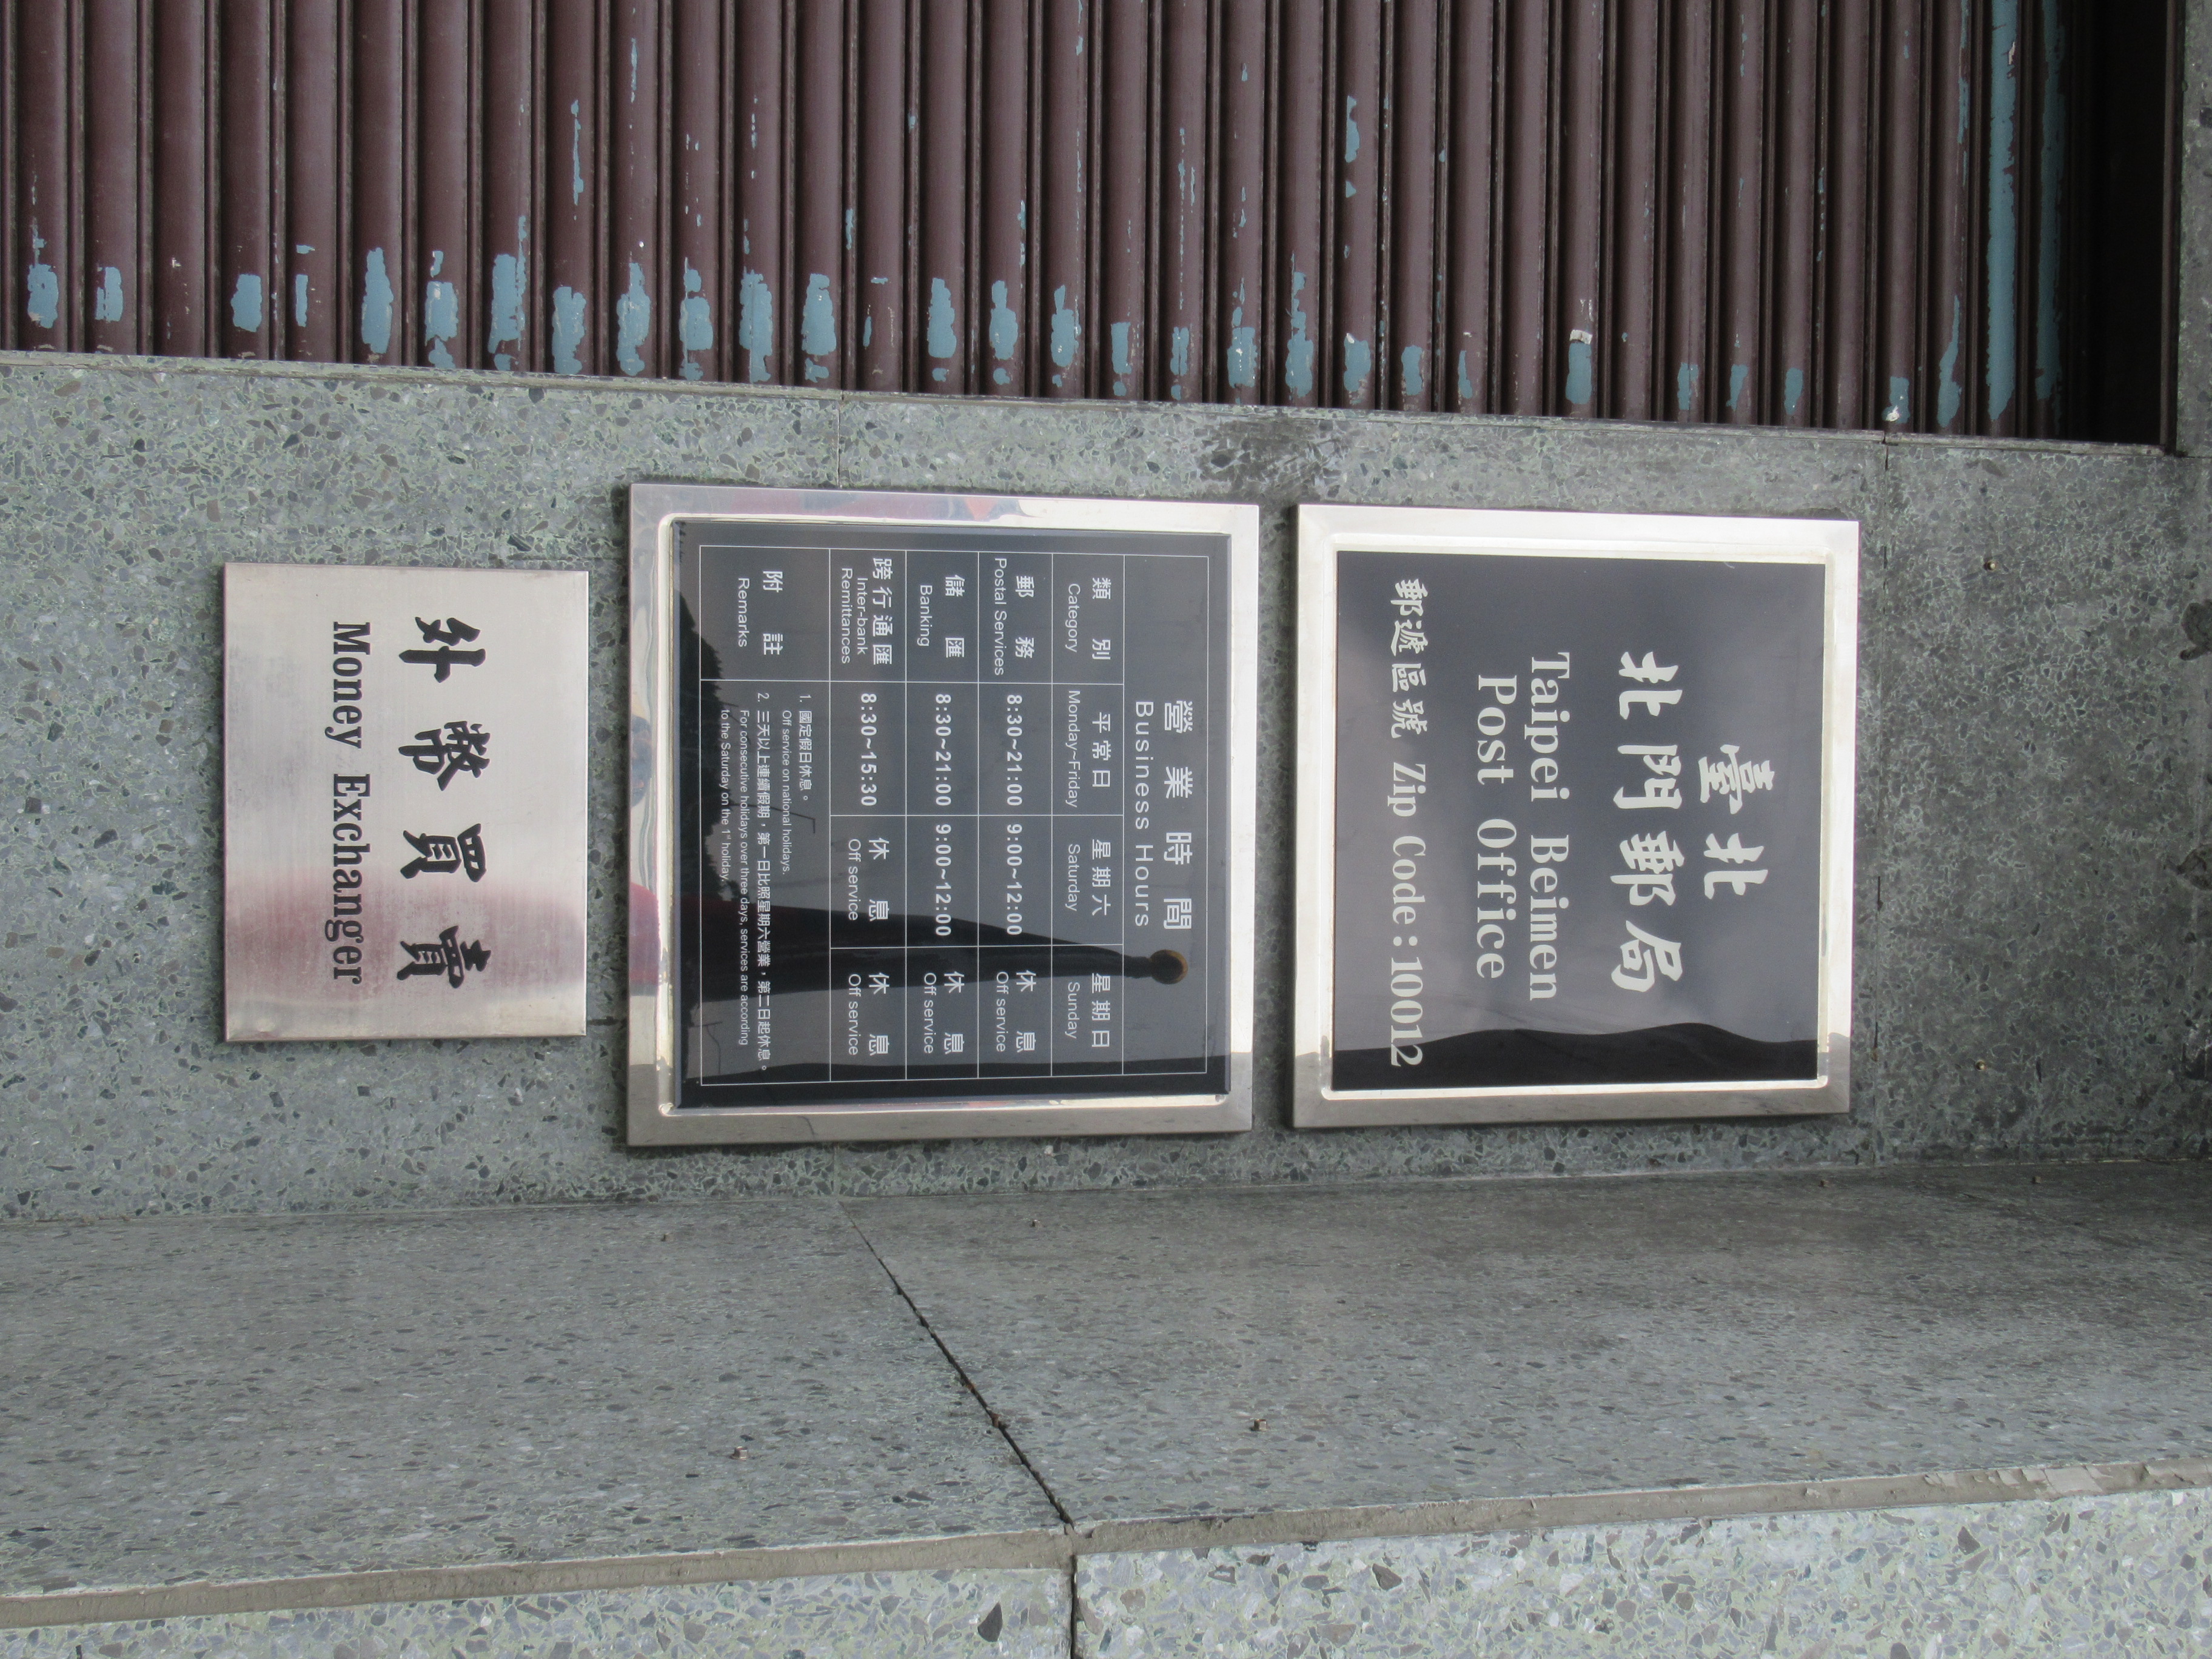 臺北
北門郵局
Taipei Beimen
Post Office
郵遞區號 Zip Code:10012
營業時間
Business Hours
類別 平常日 星期六 星期日
Category Monday~Friday Saturday Sunday
郵務 8:30~21:00 9:00~12:00 休息
Postal Services Off service
儲匯 8:30~21:00 9:00~12:00 休息
Banking Off service
跨行通匯 8:30~15:30 休息 休息
Inter-bank Off service Off service
Remittances
附註
Remarks
1. 國定假日休息。
Off service on national holidays.
2. 三天以上連續假期，第一日比照星期六營業，第二日起休息。
For consecutive holidays over three days, services are according
to the Saturday on the 1st holiday.
外幣買賣
Money Exchanger